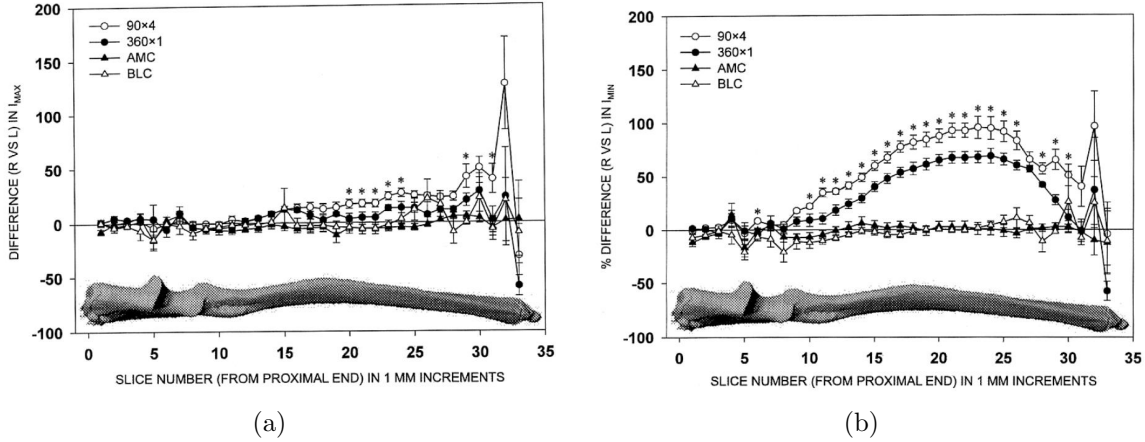 200
150
100
50
0
-50
-100
0 5 10 15 20 25 30 35
DIFFERENCE (R VS L) IN I_MAX
SLICE NUMBER (FROM PROXIMAL END) IN 1 MM INCREMENTS
90×4
360×1
AMC
BLC
* * * * * * *
(a)
200
150
100
50
0
-50
-100
0 5 10 15 20 25 30 35
% DIFFERENCE (R VS L) IN I_MIN
SLICE NUMBER (FROM PROXIMAL END) IN 1 MM INCREMENTS
90×4
360×1
AMC
BLC
* * * * * * * * * * * * * * * * * * * *
(b)